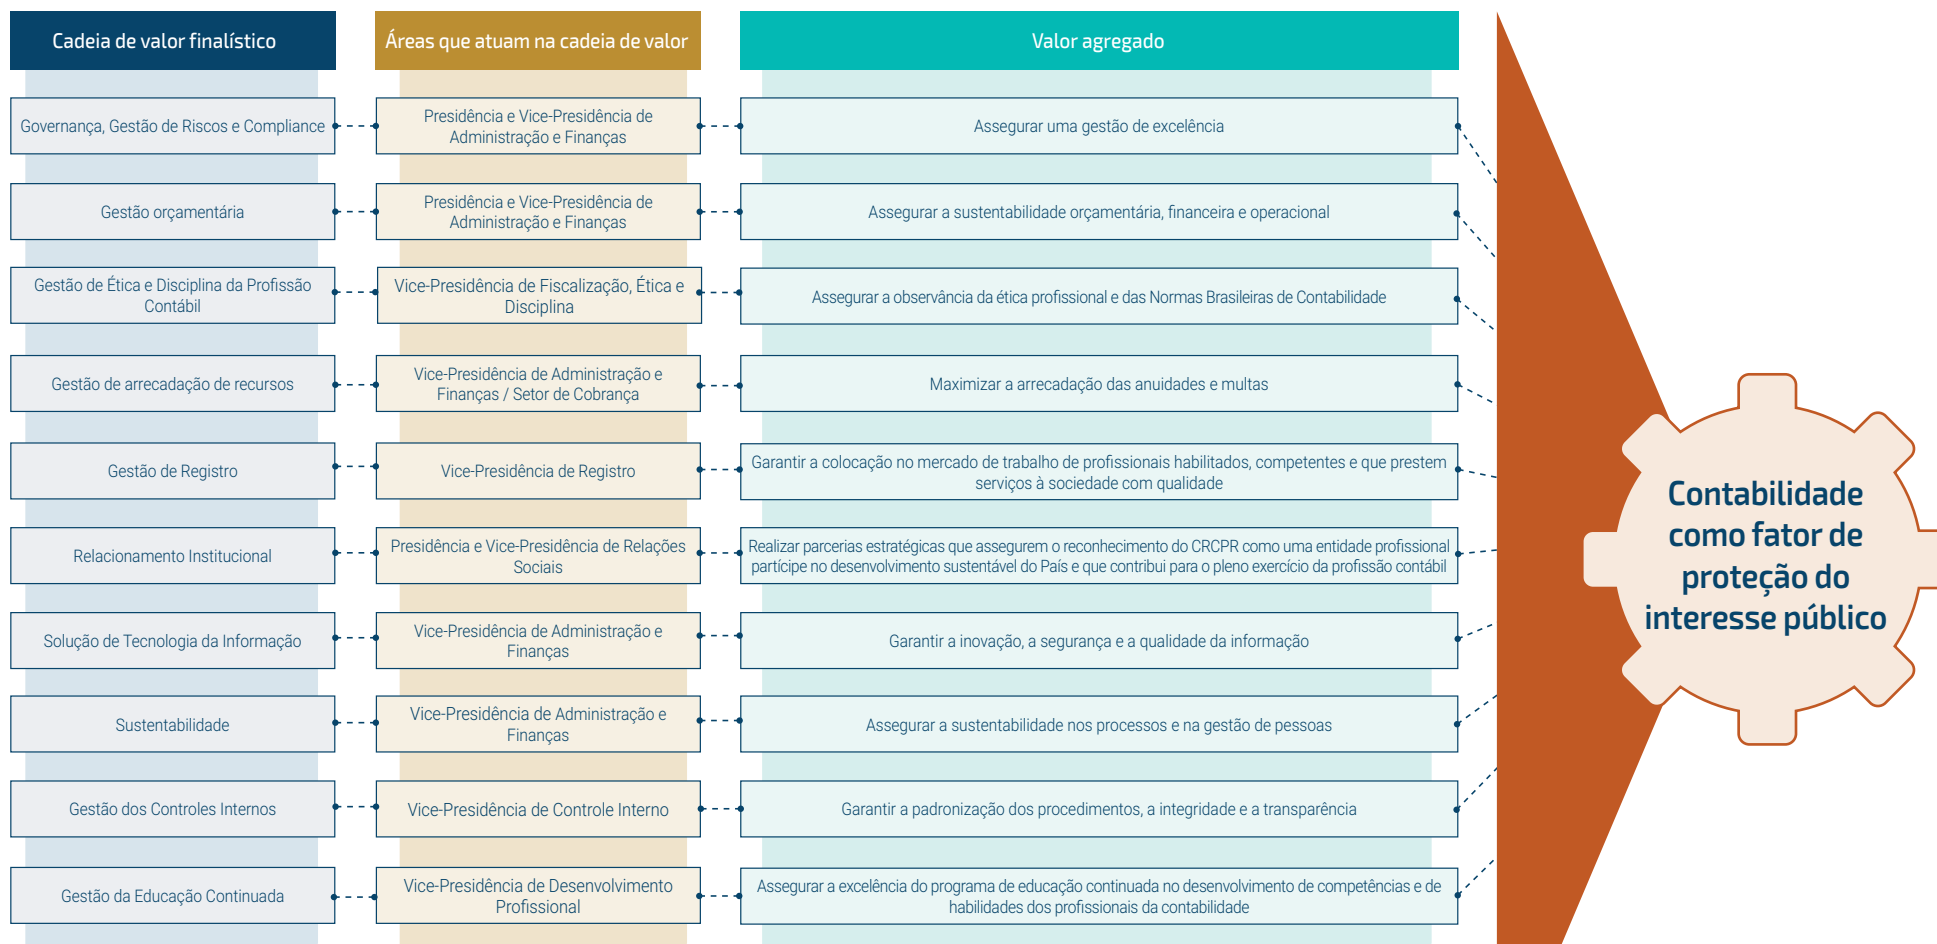 Cadeia de valor finalístico
Áreas que atuam na cadeia de valor
Valor agregado
Governança, Gestão de Riscos e Compliance
Presidência e Vice-Presidência de
Administração e Finanças
Assegurar uma gestão de excelência
Gestão orçamentária
Presidência e Vice-Presidência de
Administração e Finanças
Assegurar a sustentabilidade orçamentária, financeira e operacional
Gestão de Ética e Disciplina da Profissão
Contábil
Vice-Presidência de Fiscalização, Ética e
Disciplina
Assegurar a observância da ética profissional e das Normas Brasileiras de Contabilidade
Gestão de arrecadação de recursos
Vice-Presidência de Administração e
Finanças / Setor de Cobrança
Maximizar a arrecadação das anuidades e multas
Gestão de Registro
Vice-Presidência de Registro
Garantir a colocação no mercado de trabalho de profissionais habilitados, competentes e que prestem
serviços à sociedade com qualidade
Relacionamento Institucional
Presidência e Vice-Presidência de Relações
Sociais
Realizar parcerias estratégicas que assegurem o reconhecimento do CRCPR como uma entidade profissional
partícipe no desenvolvimento sustentável do País e que contribui para o pleno exercício da profissão contábil
Solução de Tecnologia da Informação
Vice-Presidência de Administração e
Finanças
Garantir a inovação, a segurança e a qualidade da informação
Sustentabilidade
Vice-Presidência de Administração e
Finanças
Assegurar a sustentabilidade nos processos e na gestão de pessoas
Gestão dos Controles Internos
Vice-Presidência de Controle Interno
Garantir a padronização dos procedimentos, a integridade e a transparência
Gestão da Educação Continuada
Vice-Presidência de Desenvolvimento
Profissional
Assegurar a excelência do programa de educação continuada no desenvolvimento de competências e de
habilidades dos profissionais da contabilidade
Contabilidade
como fator de
proteção do
interesse público